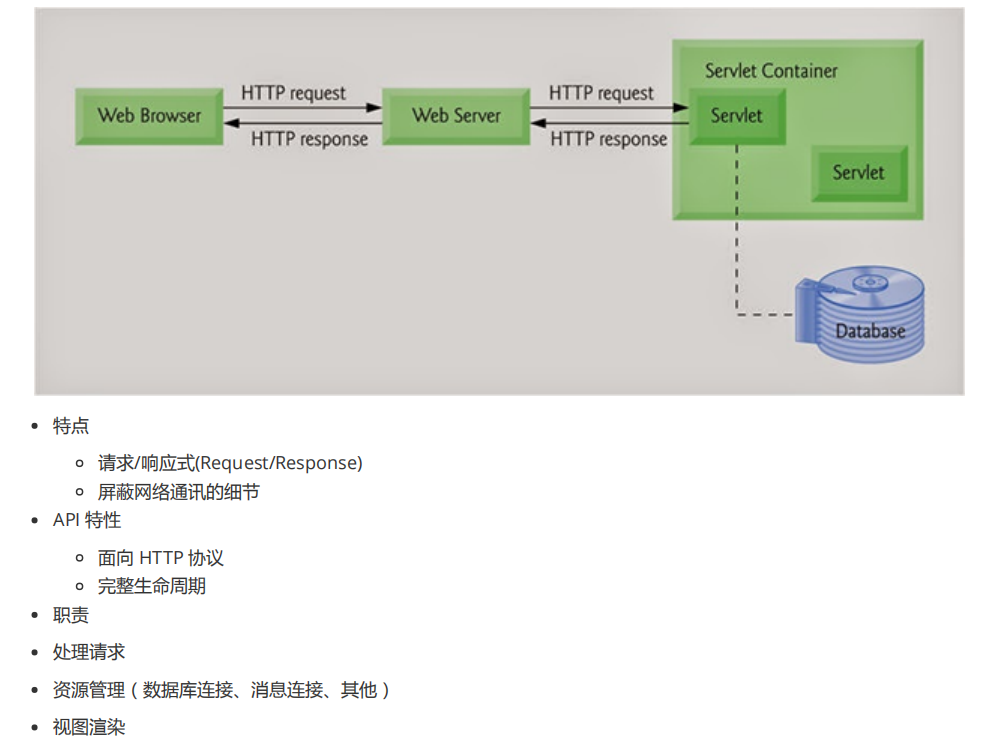 HTTP request
HTTP request
Servlet Container
Web Browser
Web Server
Servlet
HTTP response
HTTP response
Servlet
Database
特点
请求/响应式(Request/Response)
屏蔽网络通讯的细节
API 特性
面向 HTTP 协议
完整生命周期
职责
处理请求
资源管理（数据库连接、消息连接、其他）
视图渲染